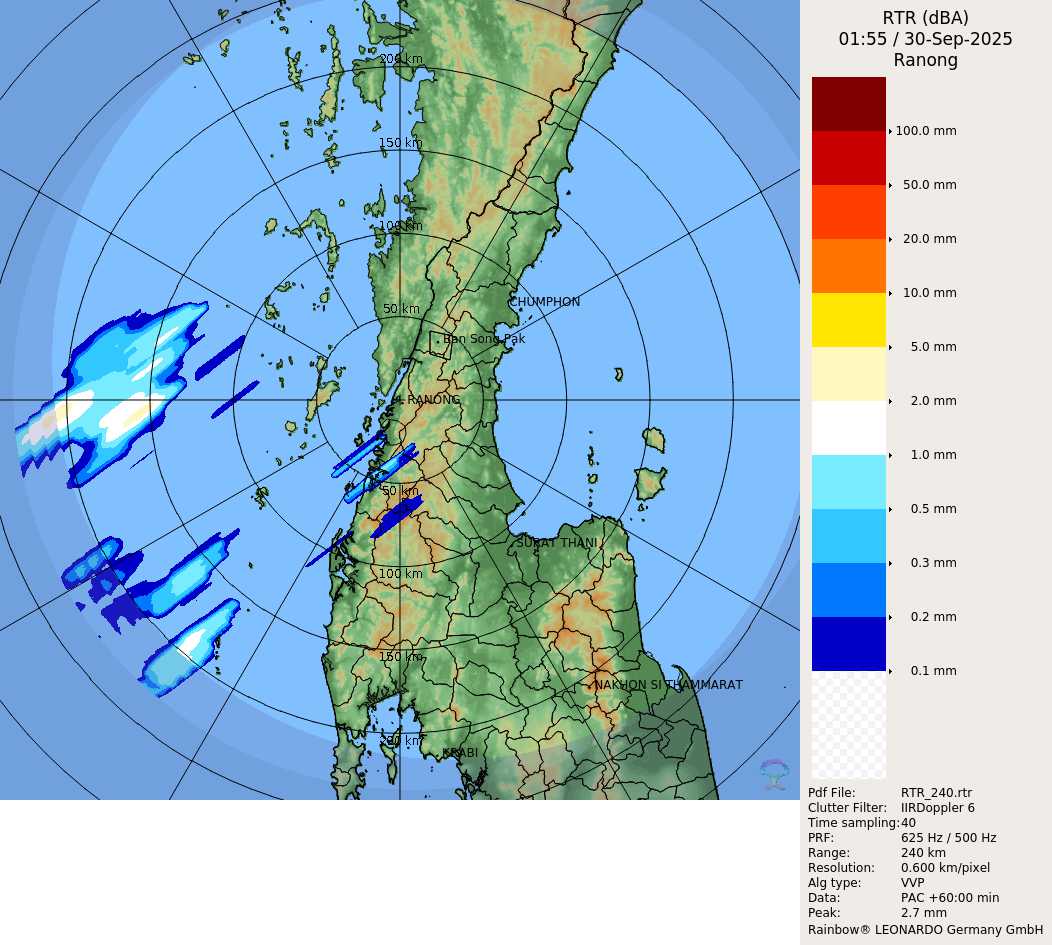 RTR (dBA)
01:55 / 30-Sep-2025
Ranong
200 km
150 km
100 km
50 km
CHUMPHON
Ban Song Pak
RANONG
50 km
SURAT THANI
100 km
150 km
NAKHON SI THAMMARAT
200 km
KRABI
100.0 mm
50.0 mm
20.0 mm
10.0 mm
5.0 mm
2.0 mm
1.0 mm
0.5 mm
0.3 mm
0.2 mm
0.1 mm
Pdf File: RTR_240.rtr
Clutter Filter: IIRDoppler 6
Time sampling:40
PRF: 625 Hz / 500 Hz
Range: 240 km
Resolution: 0.600 km/pixel
Alg type: VVP
Data: PAC +60:00 min
Peak: 2.7 mm
Rainbow® LEONARDO Germany GmbH